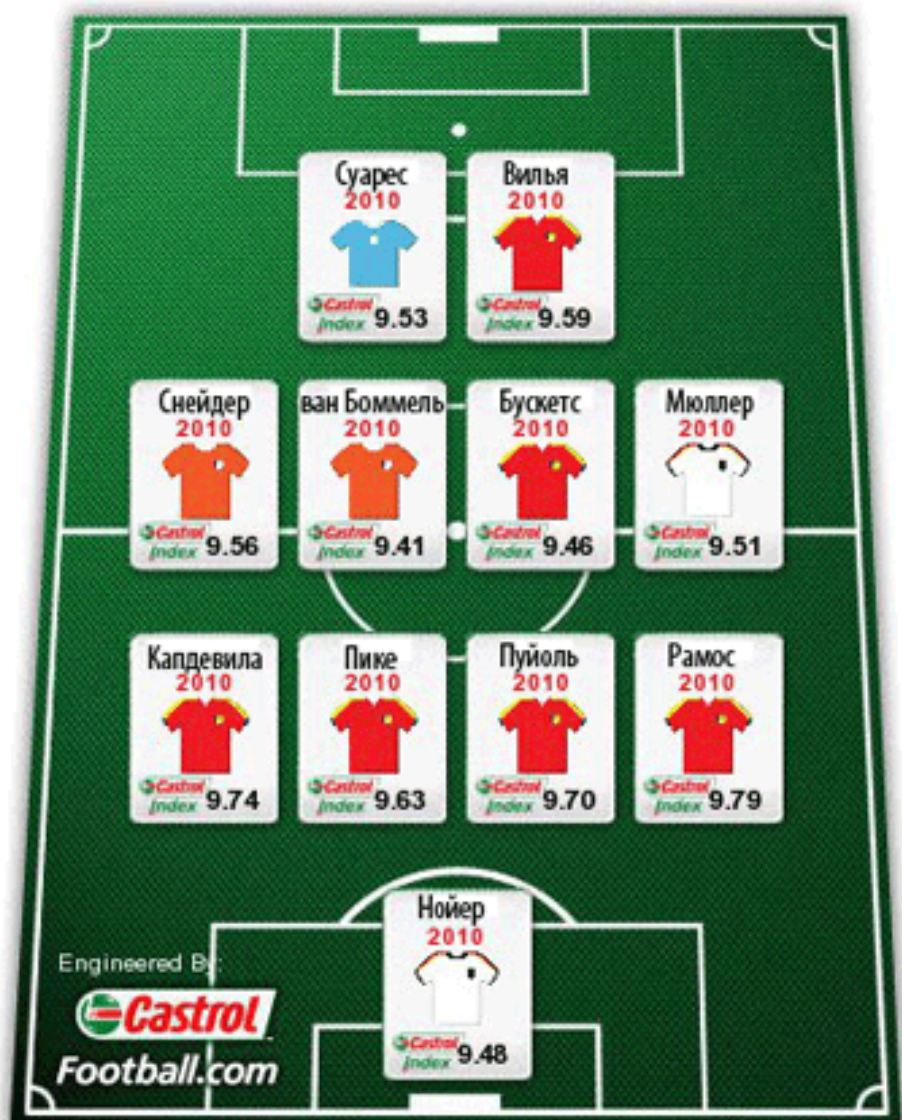 Суарес
2010
Castrol
Index 9.53
Вилья
2010
Castrol
Index 9.59
Снейдер
2010
Castrol
Index 9.56
ван Боммель
2010
Castrol
Index 9.41
Бускетс
2010
Castrol
Index 9.46
Мюллер
2010
Castrol
Index 9.51
Капдевила
2010
Castrol
Index 9.74
Пике
2010
Castrol
Index 9.63
Пуйоль
2010
Castrol
Index 9.70
Рамос
2010
Castrol
Index 9.79
Нойер
2010
Castrol
Index 9.48
Engineered By:
Castrol
Football.com